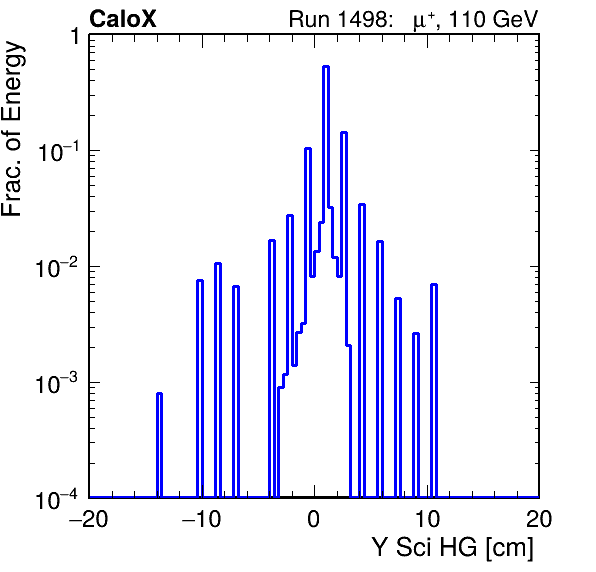 CaloX Run 1498: μ⁺, 110 GeV
Frac. of Energy
1
10⁻¹
10⁻²
10⁻³
10⁻⁴
−20 −10 0 10 20
Y Sci HG [cm]